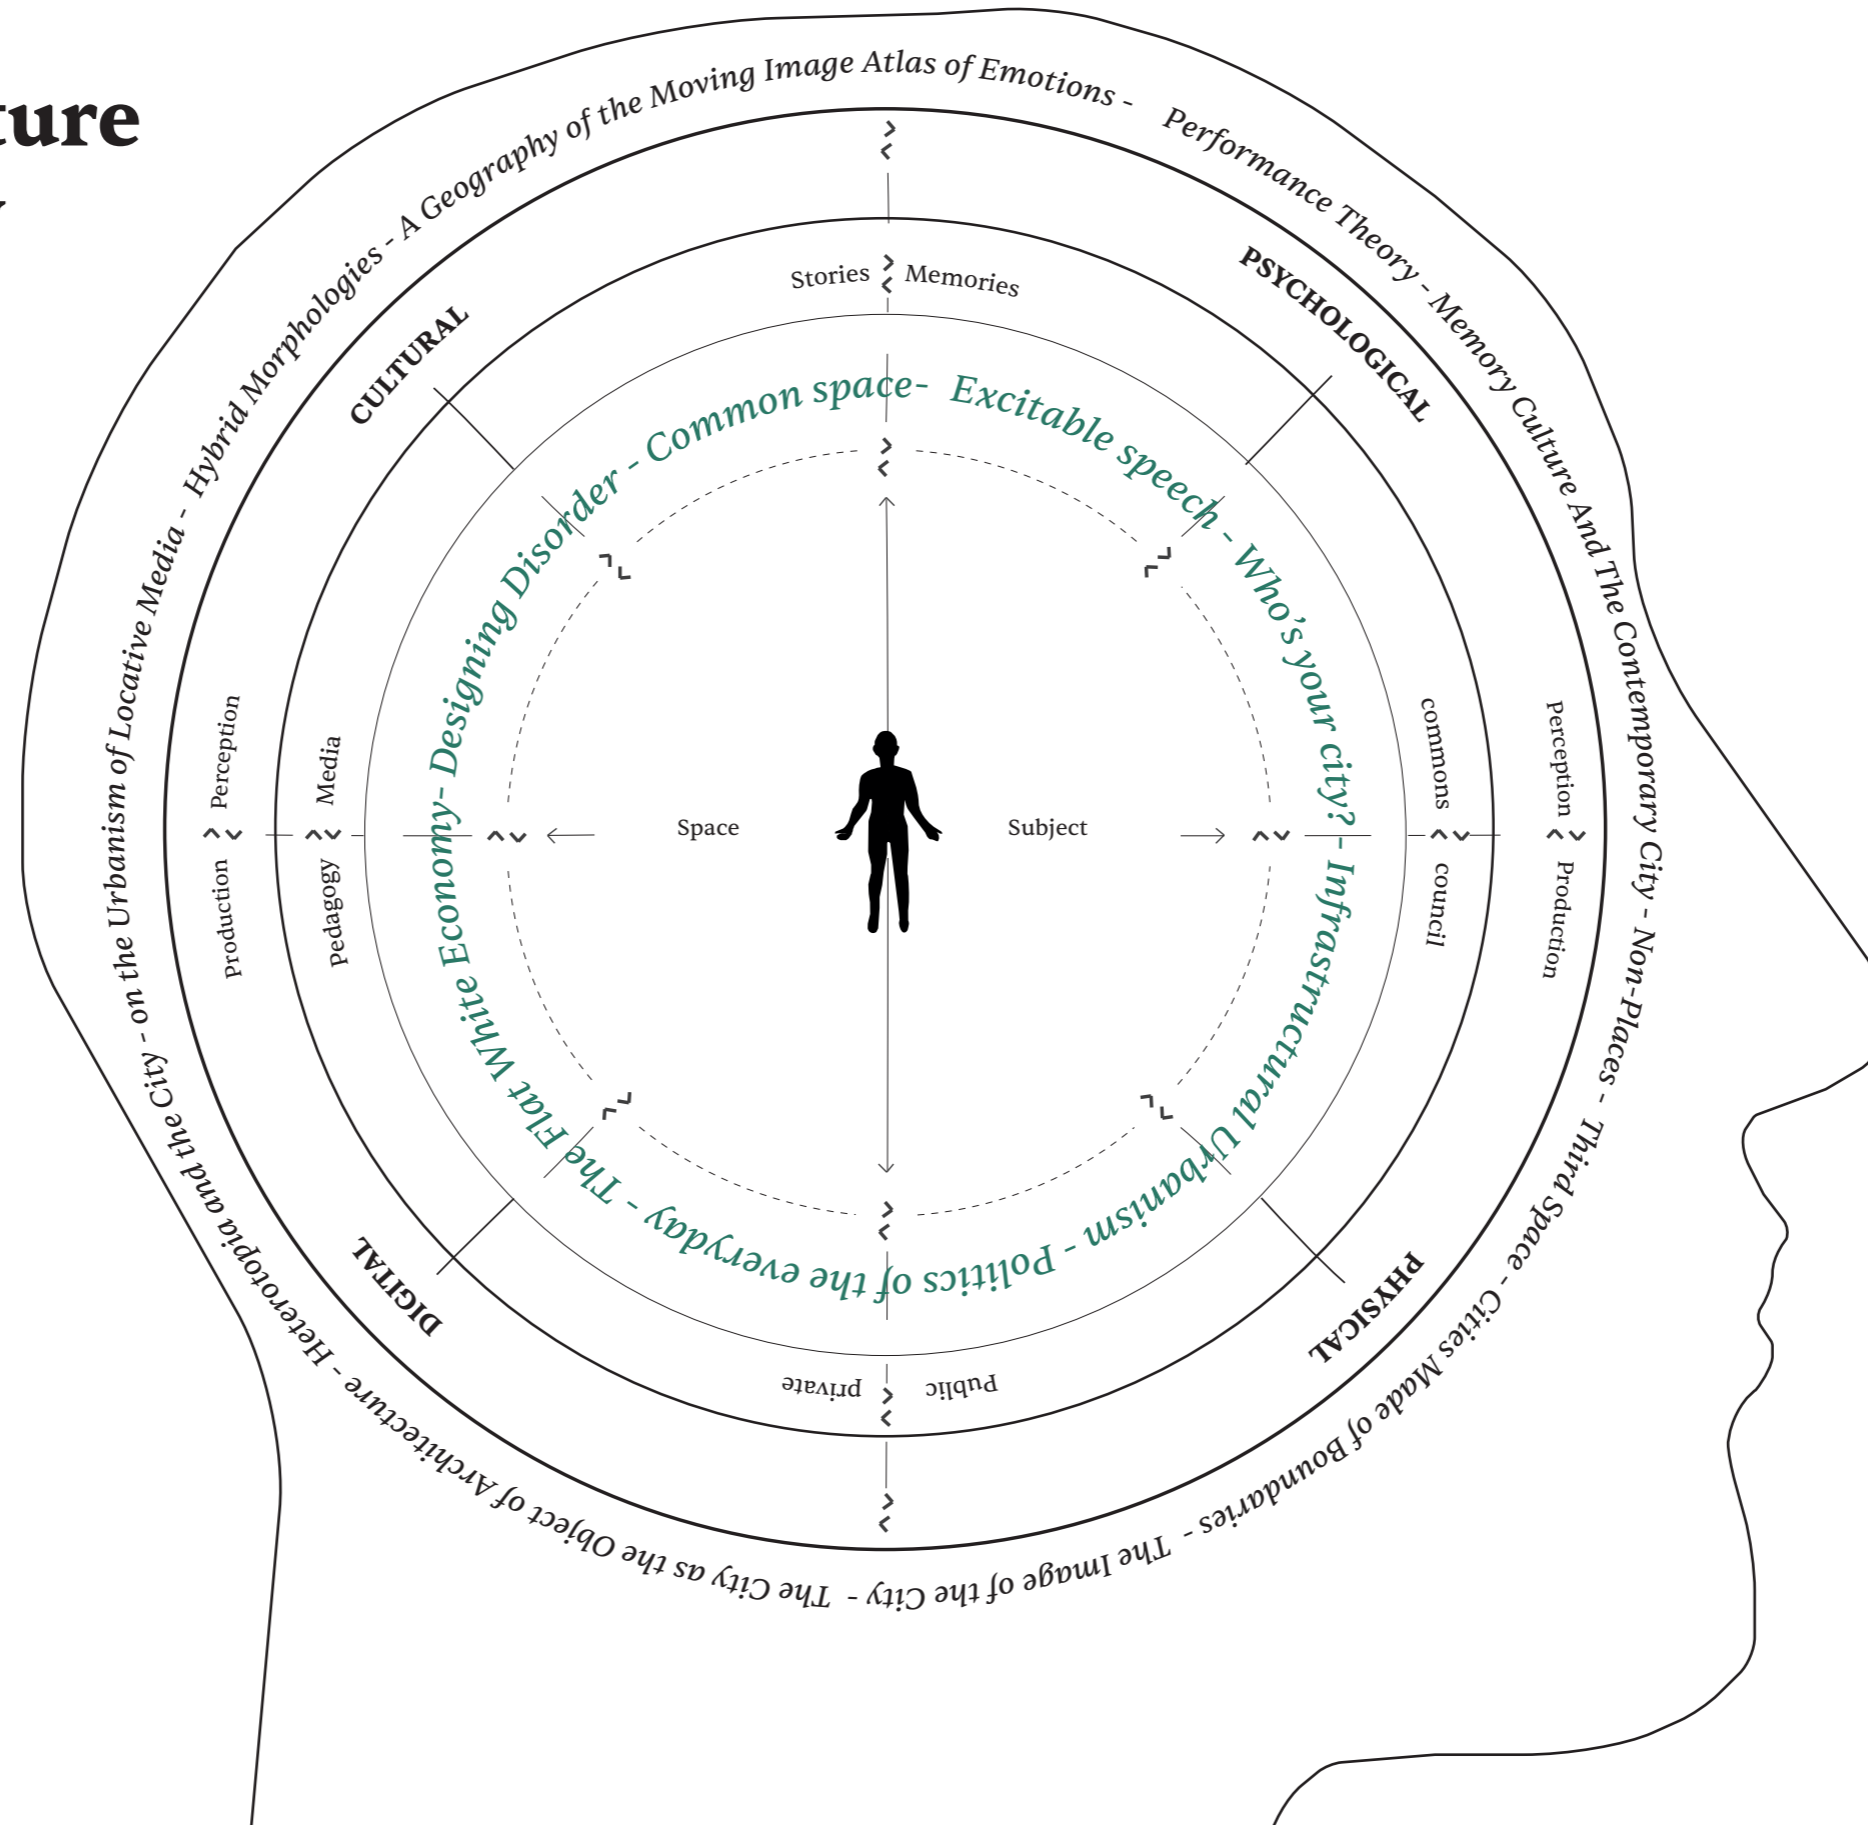 ture
A Geography of the Moving Image Atlas of Emotions - Performance Theory - Memory Culture And The Contemporary City - Non-Places - Third Space - Cities Made of Boundaries - The Image of the City - The City as the Object of Architecture - Heterotopia and the City - on the Urbanism of Locative Media - Hybrid Morphologies -
CULTURAL
PSYCHOLOGICAL
Stories
Memories
Common space- Excitable speech - Who's your city? - Infrastructural Urbanism - Politics of the everyday - The Flat White Economy- Designing Disorder -
Perception
Media
commons
Perception
Space
Subject
Production
Pedagogy
council
Production
DIGITAL
PHYSICAL
private
Public